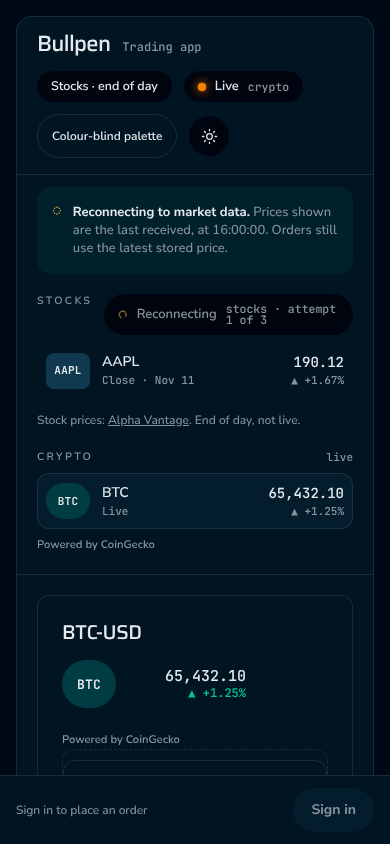 Bullpen Trading app
Stocks · end of day
Live crypto
Colour-blind palette
Reconnecting to market data. Prices shown
are the last received, at 16:00:00. Orders still
use the latest stored price.
STOCKS
Reconnecting
stocks · attempt
1 of 3
AAPL
AAPL
Close · Nov 11
190.12
▲ +1.67%
Stock prices: Alpha Vantage. End of day, not live.
CRYPTO
live
BTC
BTC
Live
65,432.10
▲ +1.25%
Powered by CoinGecko
BTC-USD
BTC
65,432.10
▲ +1.25%
Powered by CoinGecko
Sign in to place an order
Sign in